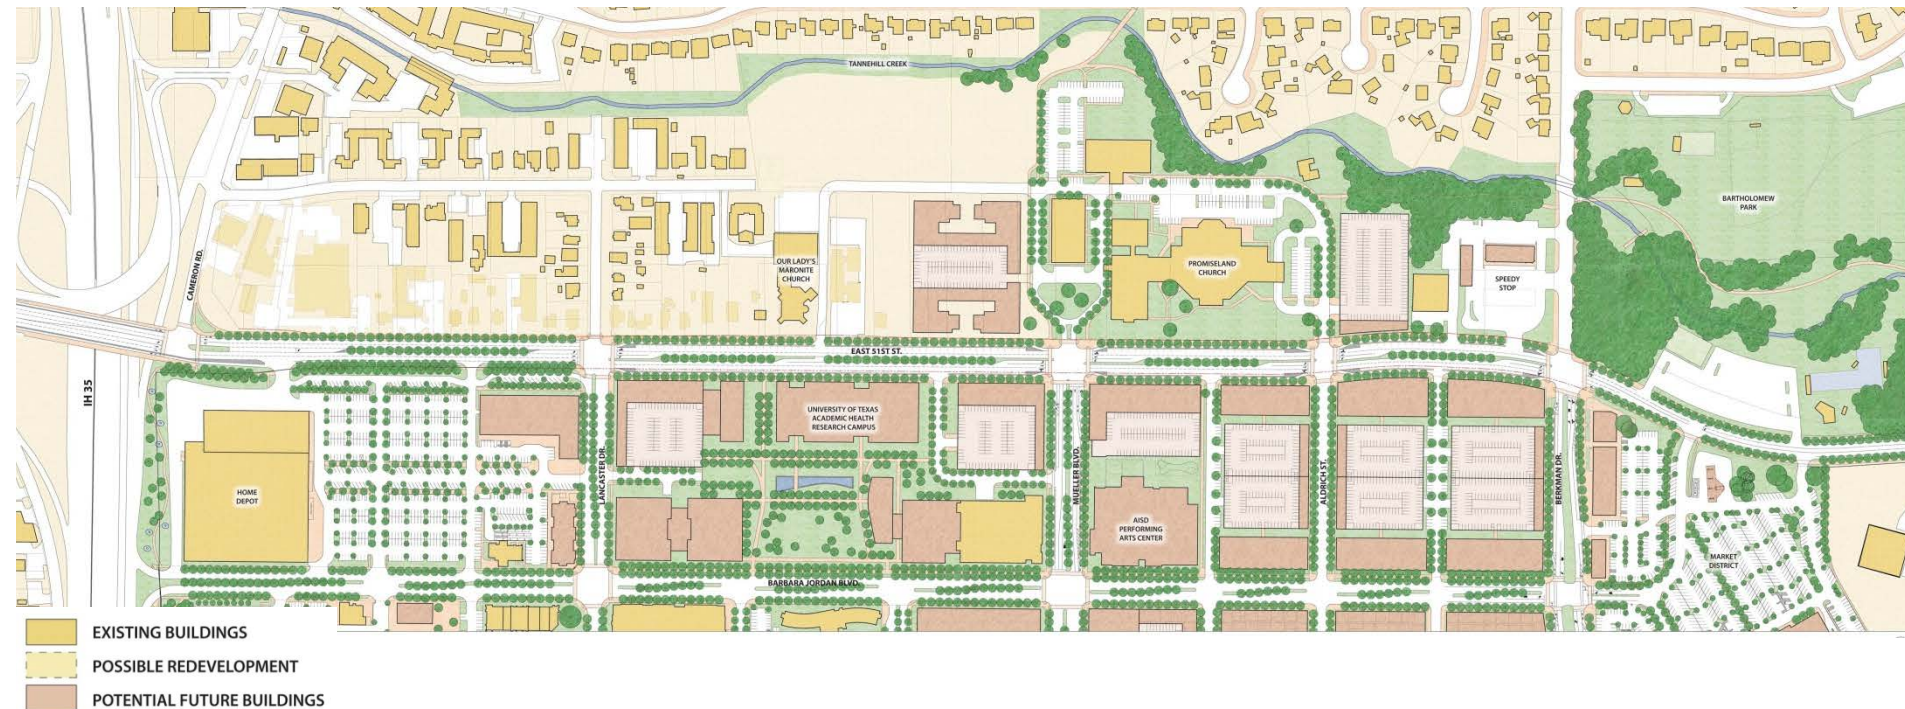 TANNEHILL CREEK
BARTHOLOMEW
PARK
CAMERON RD.
OUR LADY'S
MARONITE
CHURCH
PROMISELAND
CHURCH
SPEEDY
STOP
EAST 51ST ST.
IH 35
UNIVERSITY OF TEXAS
ACADEMIC HEALTH
RESEARCH CAMPUS
HOME
DEPOT
LANCASTER DR.
MUELLER BLVD.
AISD
PERFORMING
ARTS CENTER
ALDRICH ST.
BERKMAN DR.
MARKET
DISTRICT
BARBARA JORDAN BLVD.
EXISTING BUILDINGS
POSSIBLE REDEVELOPMENT
POTENTIAL FUTURE BUILDINGS